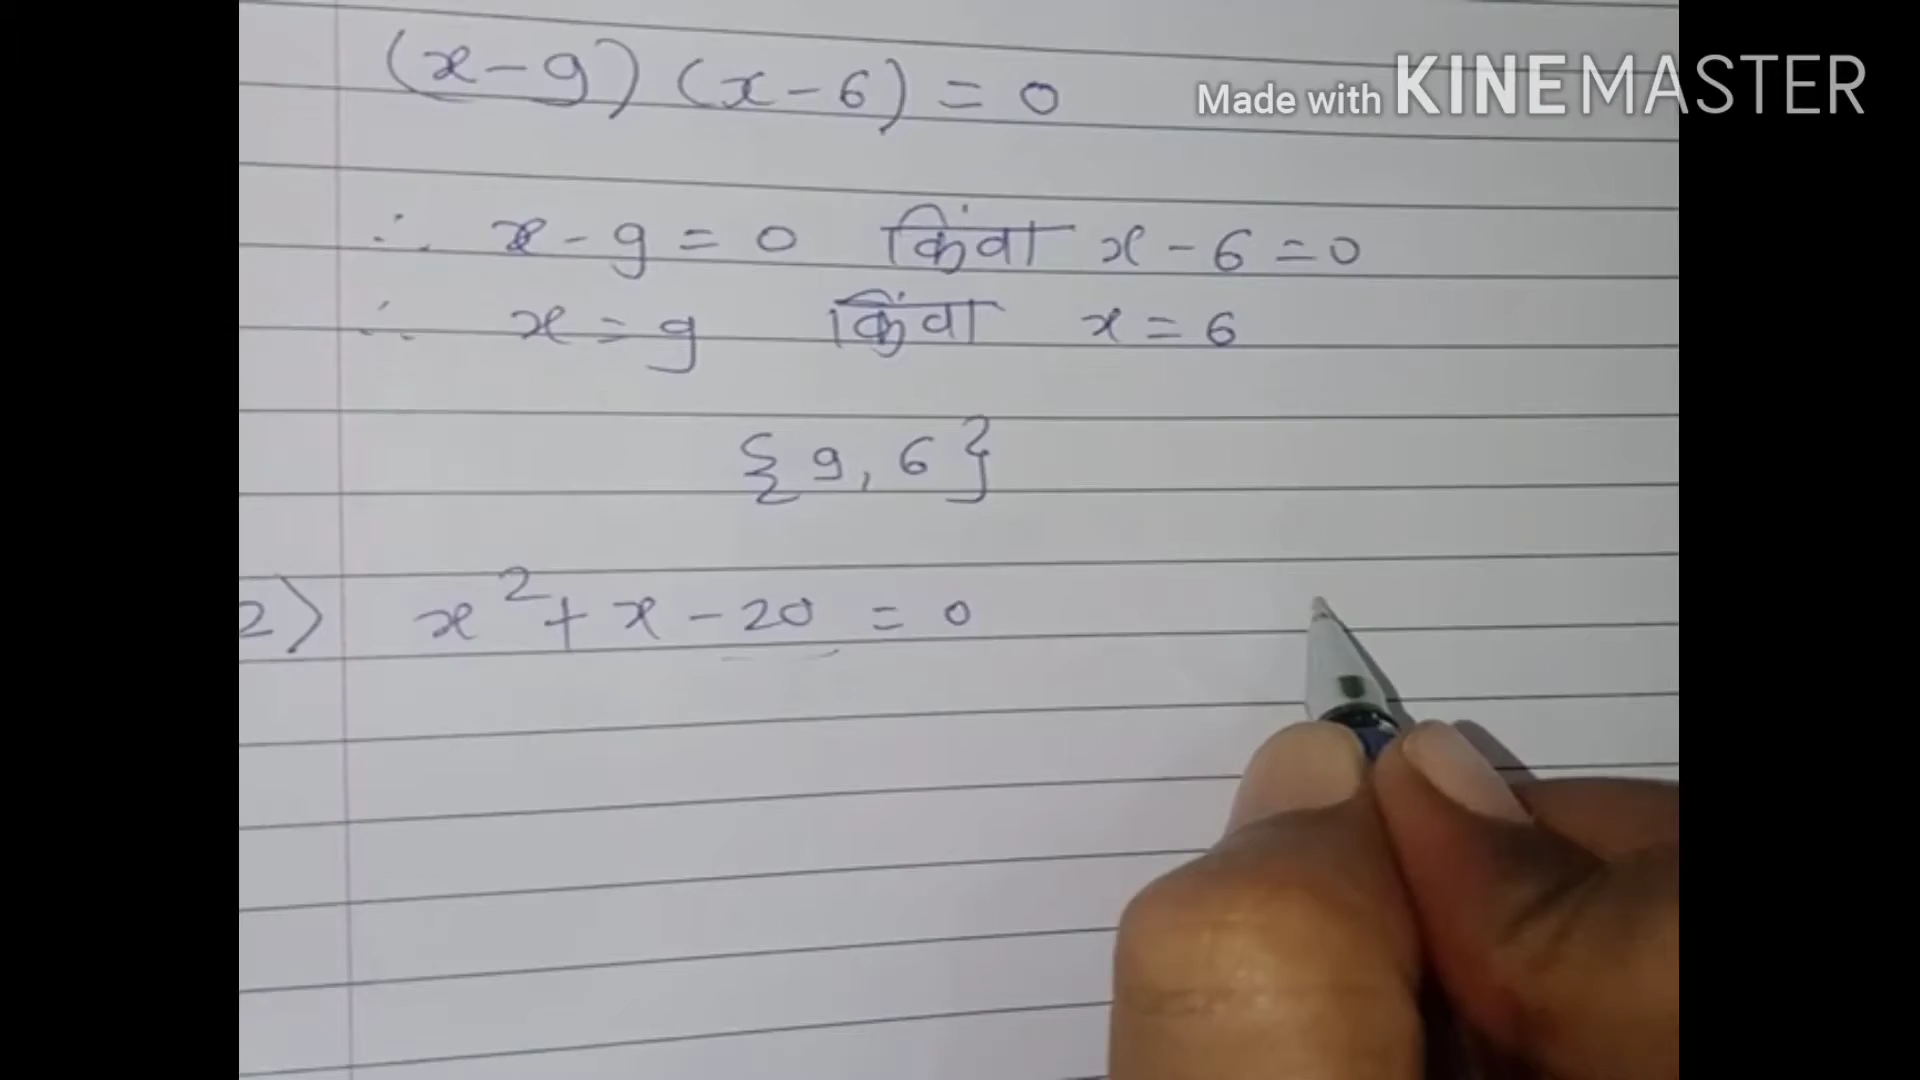 (x-9) (x-6) = 0
Made with KINEMASTER
∴ x-9 = 0 किंवा x-6=0
∴ x=9 किंवा x=6
{9,6}
2) x²+x-20 = 0